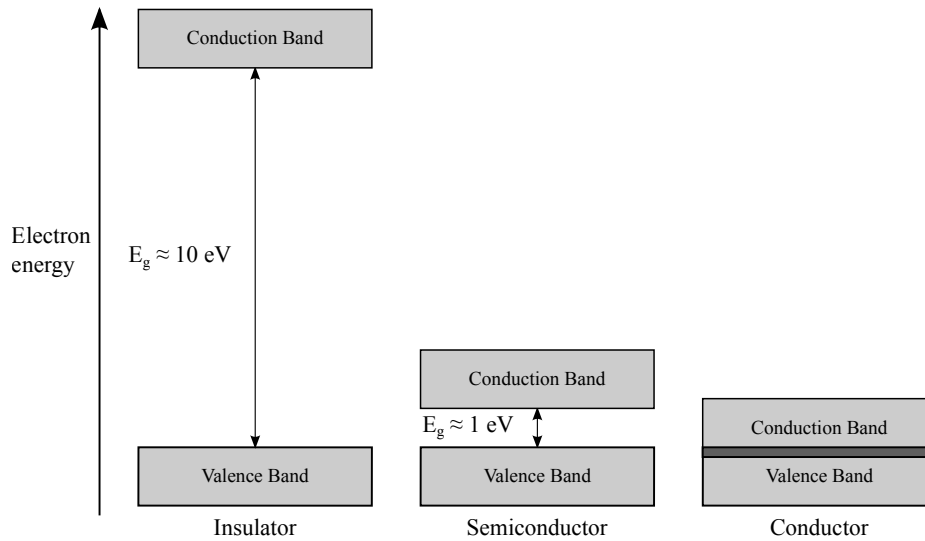 Conduction Band
Electron
energy
E_g ≈ 10 eV
Valence Band
Insulator
Conduction Band
E_g ≈ 1 eV
Valence Band
Semiconductor
Conduction Band
Valence Band
Conductor